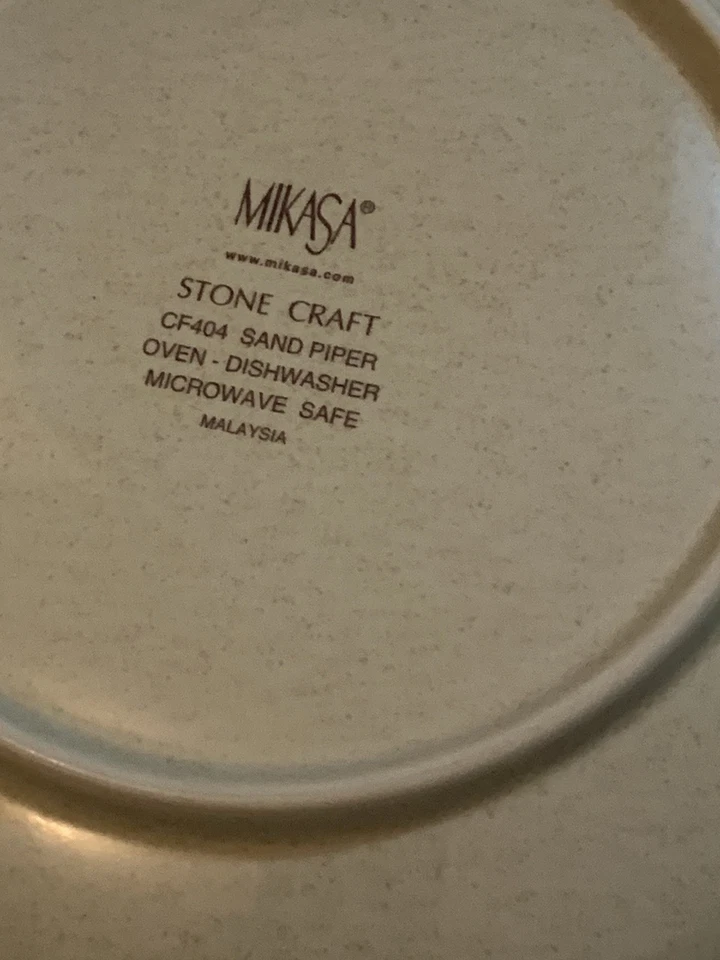 MIKASA®
www.mikasa.com
STONE CRAFT
CF404 SAND PIPER
OVEN - DISHWASHER
MICROWAVE SAFE
MALAYSIA